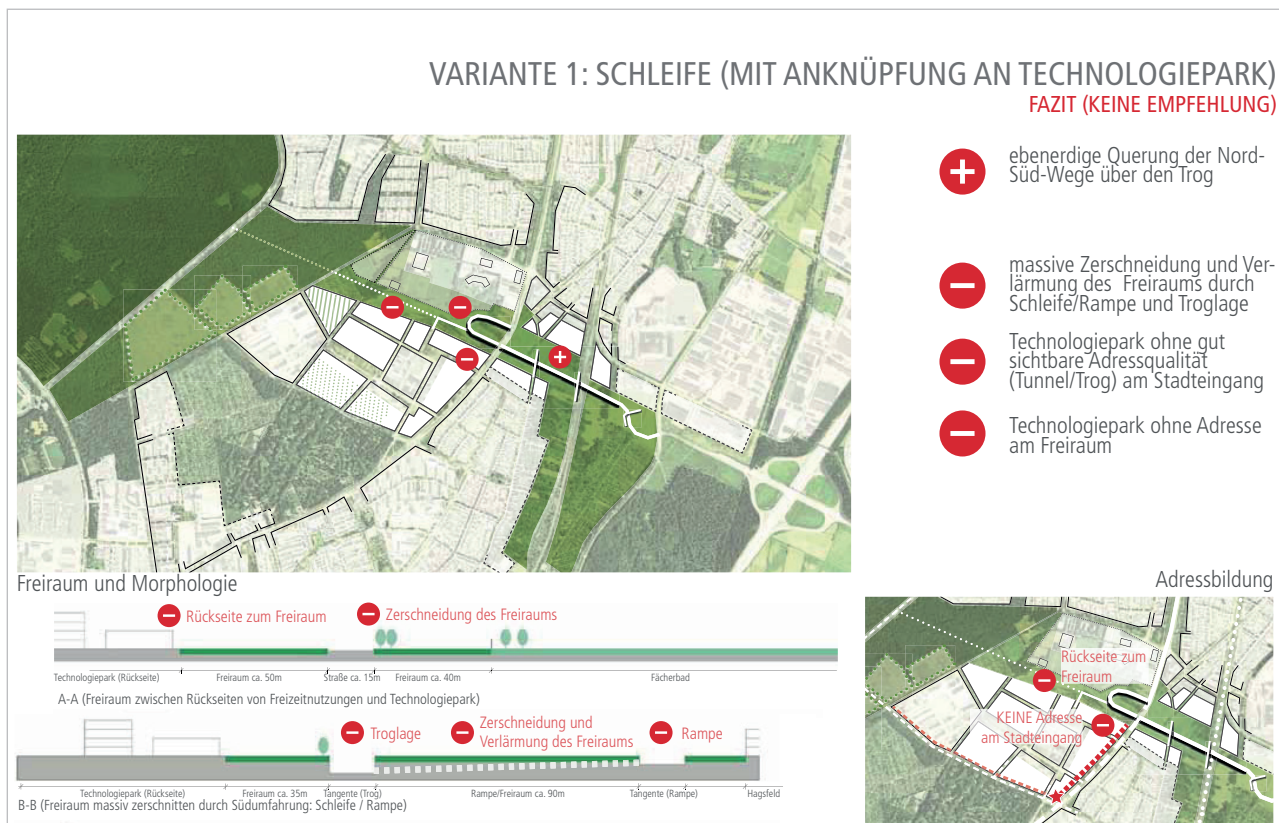 VARIANTE 1: SCHLEIFE (MIT ANKNÜPFUNG AN TECHNOLOGIEPARK)
FAZIT (KEINE EMPFEHLUNG)
ebenerdige Querung der Nord-
Süd-Wege über den Trog
massive Zerschneidung und Ver-
lärmung des Freiraums durch
Schleife/Rampe und Troglage
Technologiepark ohne gut
sichtbare Adressqualität
(Tunnel/Trog) am Stadteingang
Technologiepark ohne Adresse
am Freiraum
Freiraum und Morphologie
Rückseite zum Freiraum
Zerschneidung des Freiraums
Technologiepark (Rückseite)
Freiraum ca. 50m
Straße ca. 15m
Freiraum ca. 40m
Fächerbad
A-A (Freiraum zwischen Rückseiten von Freizeitnutzungen und Technologiepark)
Troglage
Zerschneidung und
Verlärmung des Freiraums
Rampe
Technologiepark (Rückseite)
Freiraum ca. 35m
Tangente (Trog)
Rampe/Freiraum ca. 90m
Tangente (Rampe)
Hagsfeld
B-B (Freiraum massiv zerschnitten durch Südumfahrung: Schleife / Rampe)
Adressbildung
Rückseite zum
Freiraum
KEINE Adresse
am Stadteingang